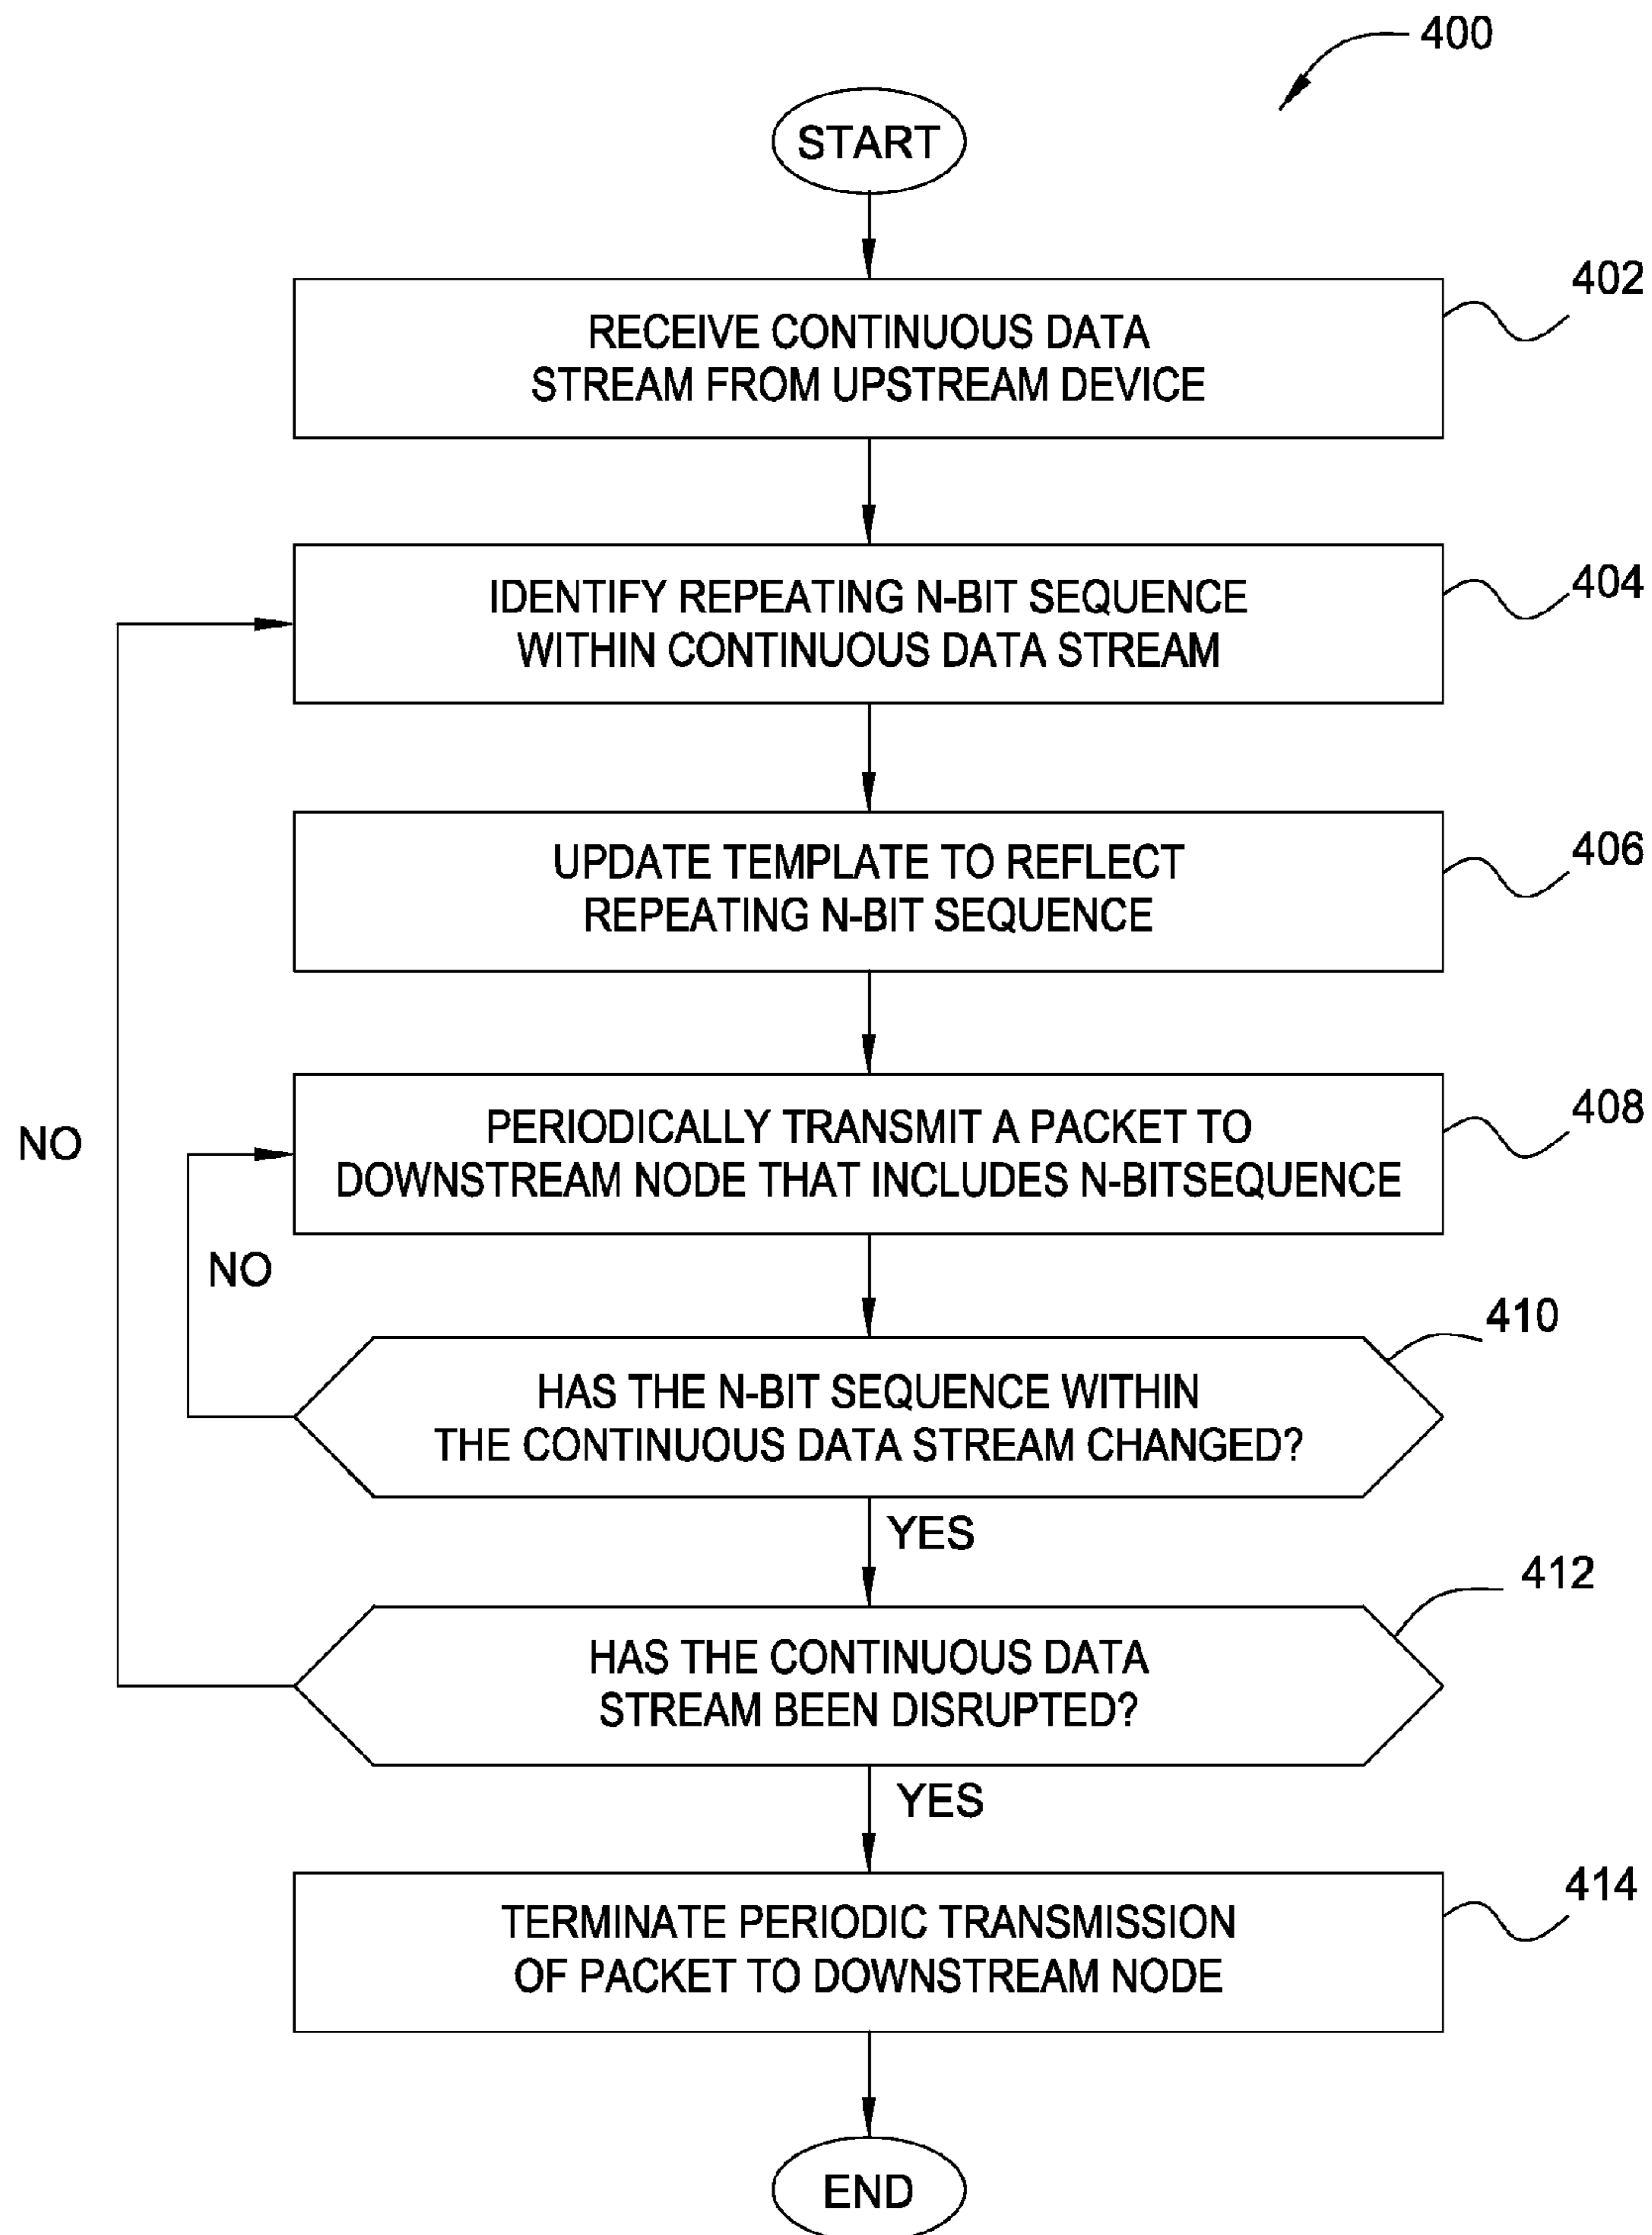 400
START
402
RECEIVE CONTINUOUS DATA
STREAM FROM UPSTREAM DEVICE
404
IDENTIFY REPEATING N-BIT SEQUENCE
WITHIN CONTINUOUS DATA STREAM
406
UPDATE TEMPLATE TO REFLECT
REPEATING N-BIT SEQUENCE
408
PERIODICALLY TRANSMIT A PACKET TO
DOWNSTREAM NODE THAT INCLUDES N-BITSEQUENCE
NO
NO
410
HAS THE N-BIT SEQUENCE WITHIN
THE CONTINUOUS DATA STREAM CHANGED?
YES
412
HAS THE CONTINUOUS DATA
STREAM BEEN DISRUPTED?
YES
414
TERMINATE PERIODIC TRANSMISSION
OF PACKET TO DOWNSTREAM NODE
END